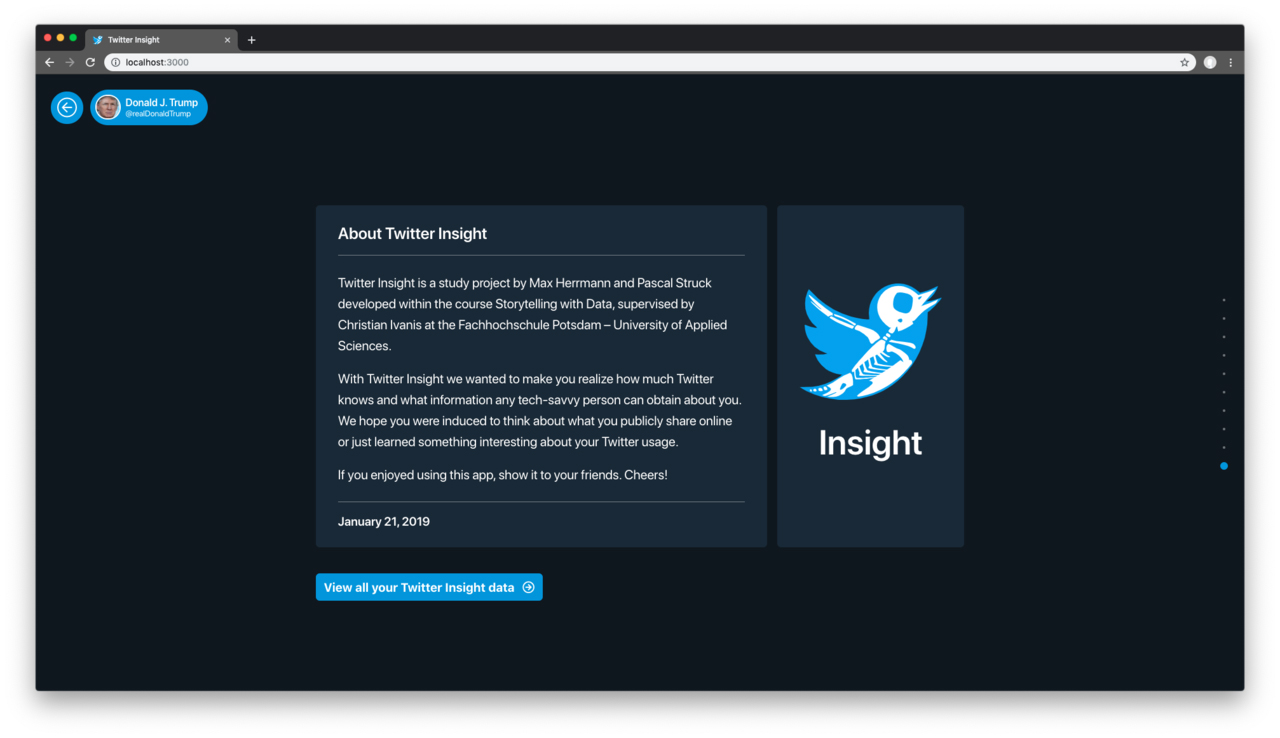 Twitter Insight
localhost:3000
Donald J. Trump
@realDonaldTrump
About Twitter Insight
Twitter Insight is a study project by Max Herrmann and Pascal Struck
developed within the course Storytelling with Data, supervised by
Christian Ivanis at the Fachhochschule Potsdam – University of Applied
Sciences.
With Twitter Insight we wanted to make you realize how much Twitter
knows and what information any tech-savvy person can obtain about you.
We hope you were induced to think about what you publicly share online
or just learned something interesting about your Twitter usage.
If you enjoyed using this app, show it to your friends. Cheers!
January 21, 2019
Insight
View all your Twitter Insight data